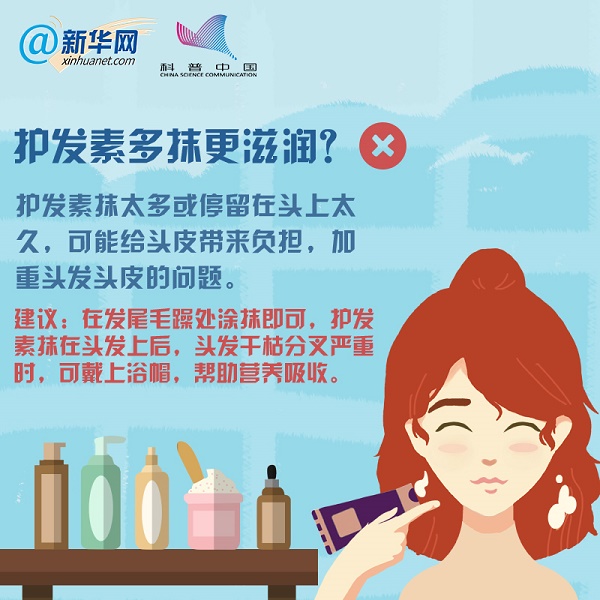 @新华网
xinhuanet.com
科普中国
CHINA SCIENCE COMMUNICATION
护发素多抹更滋润?
护发素抹太多或停留在头上太
久，可能给头皮带来负担，加
重头发头皮的问题。
建议：在发尾毛躁处涂抹即可，护发
素抹在头发上后，头发干枯分叉严重
时，可戴上浴帽，帮助营养吸收。